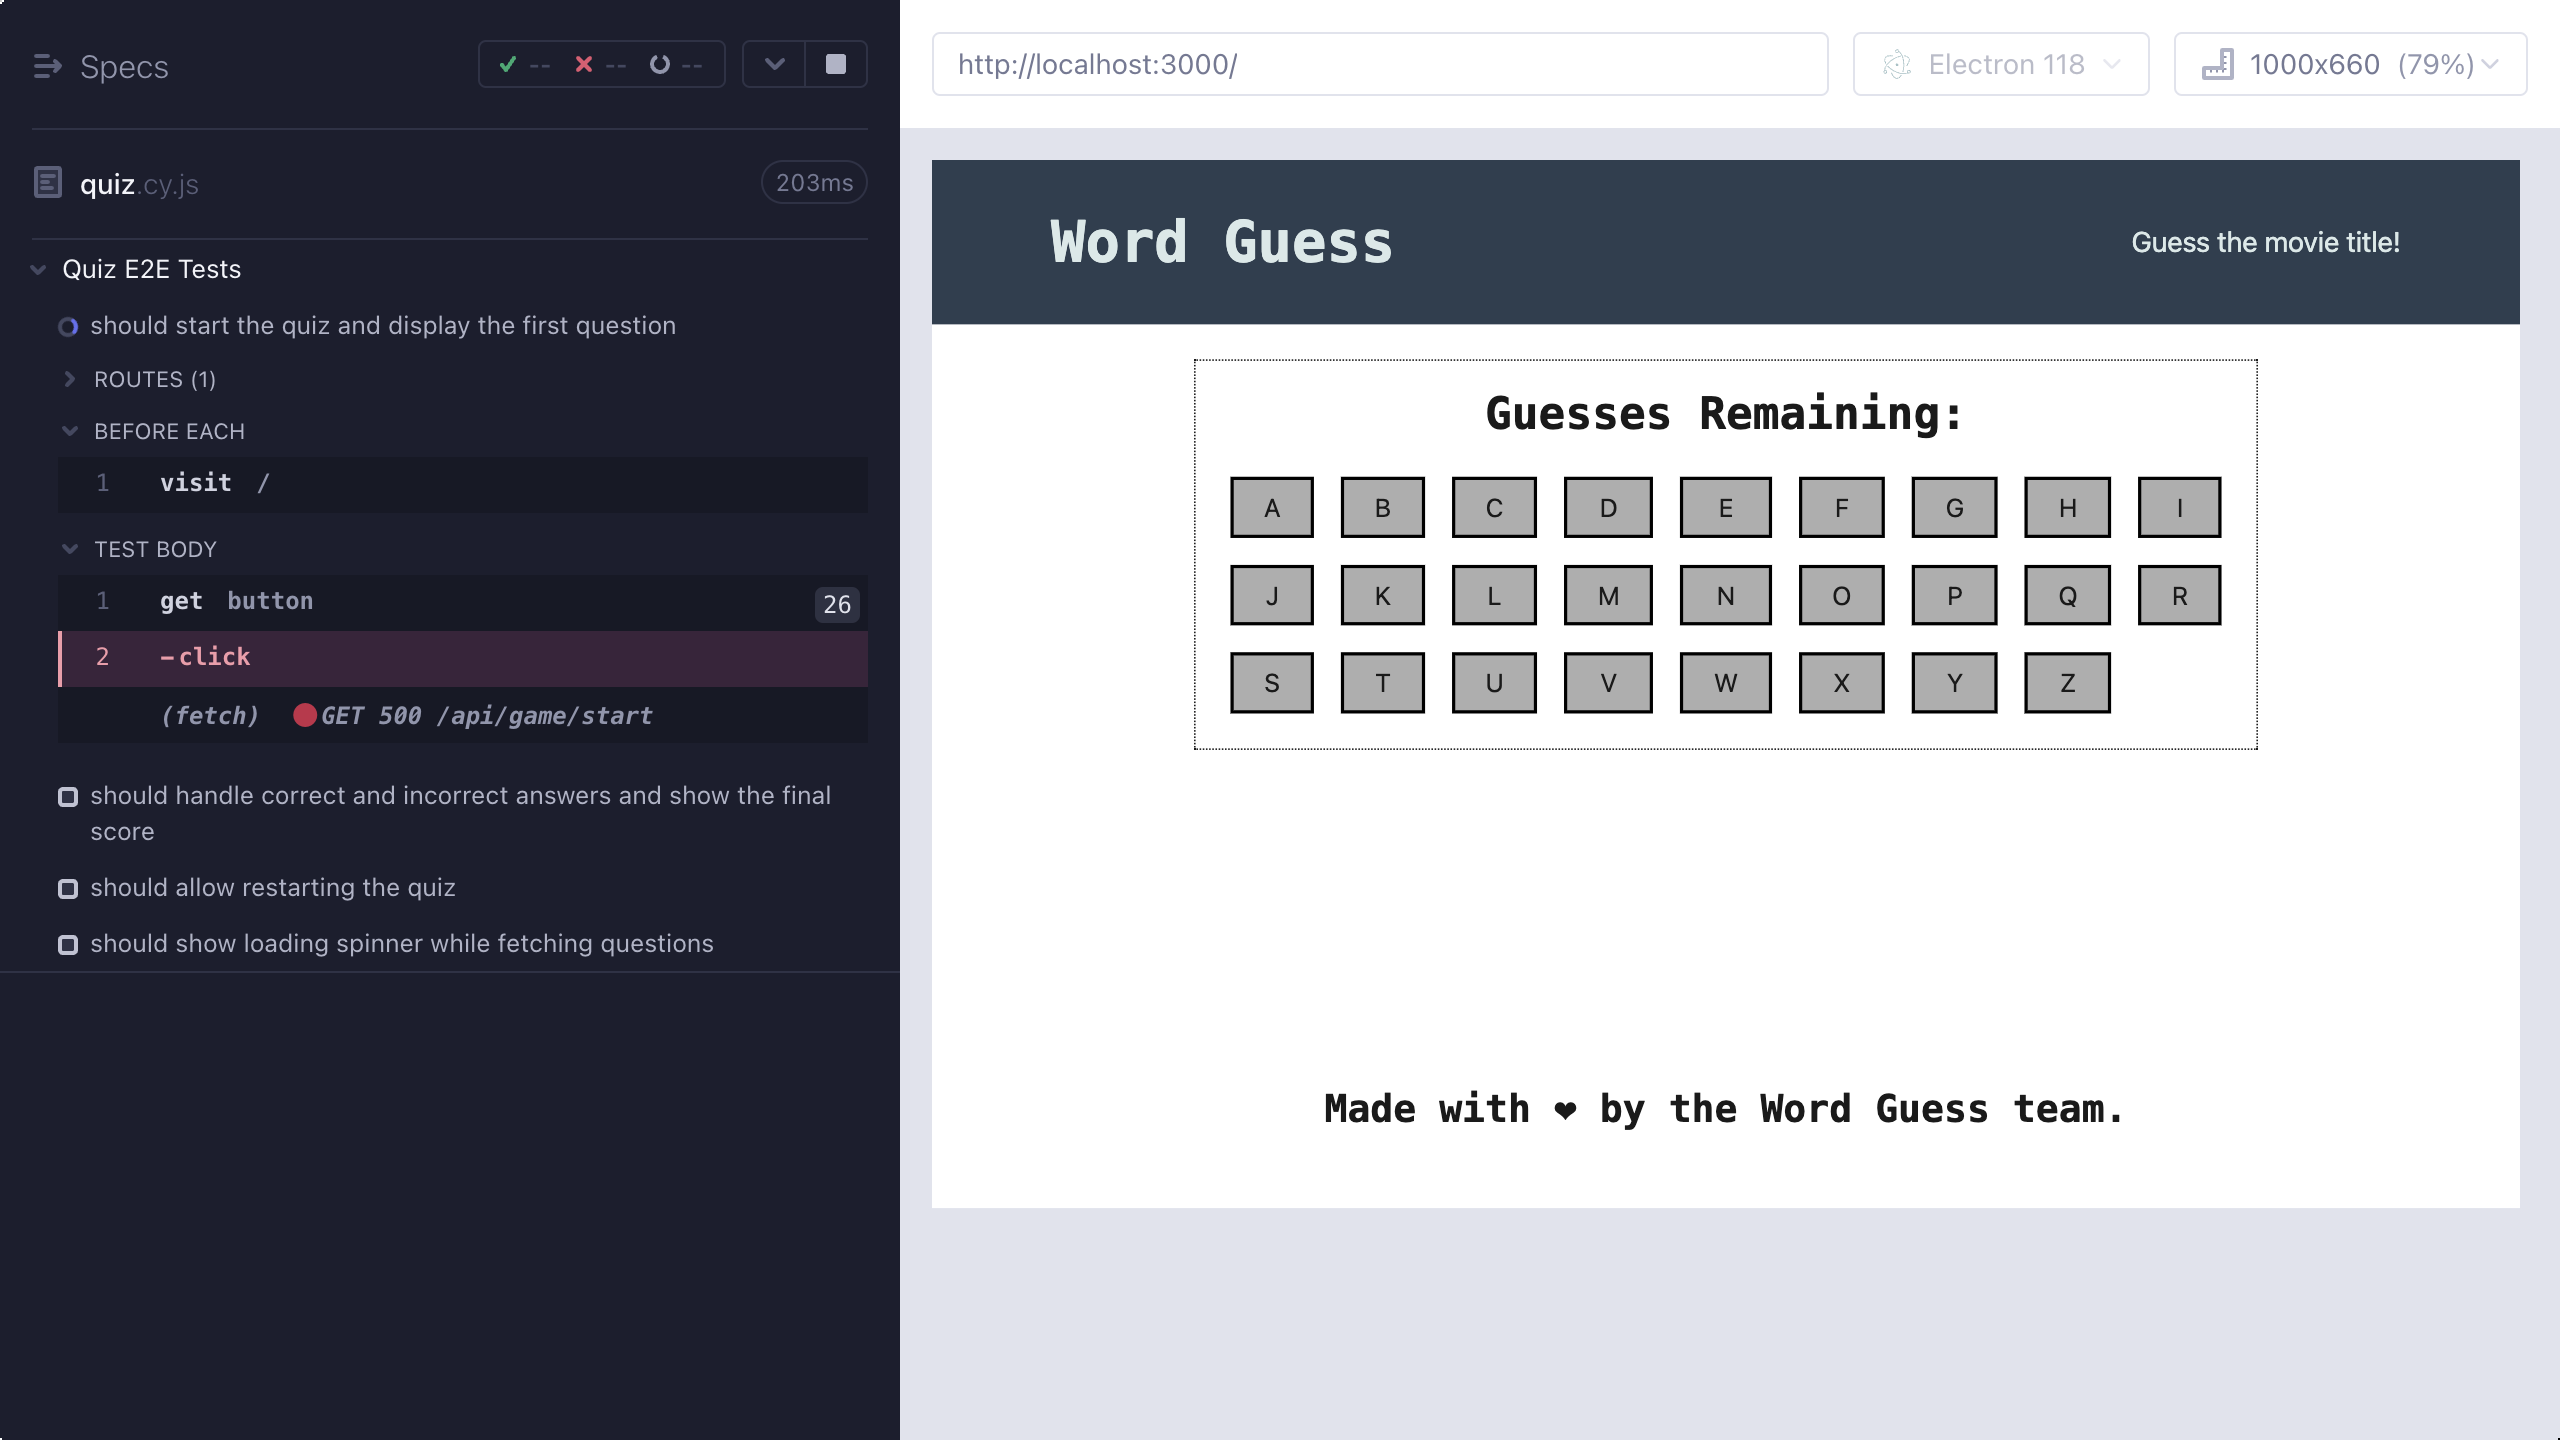 Specs
-- -- --
quiz.cy.js 203ms
Quiz E2E Tests
should start the quiz and display the first question
ROUTES (1)
BEFORE EACH
1 visit /
TEST BODY
1 get button 26
2 -click
(fetch) GET 500 /api/game/start
should handle correct and incorrect answers and show the final
score
should allow restarting the quiz
should show loading spinner while fetching questions
http://localhost:3000/ Electron 118 1000x660 (79%)
Word Guess Guess the movie title!
Guesses Remaining:
A B C D E F G H I
J K L M N O P Q R
S T U V W X Y Z
Made with ❤ by the Word Guess team.